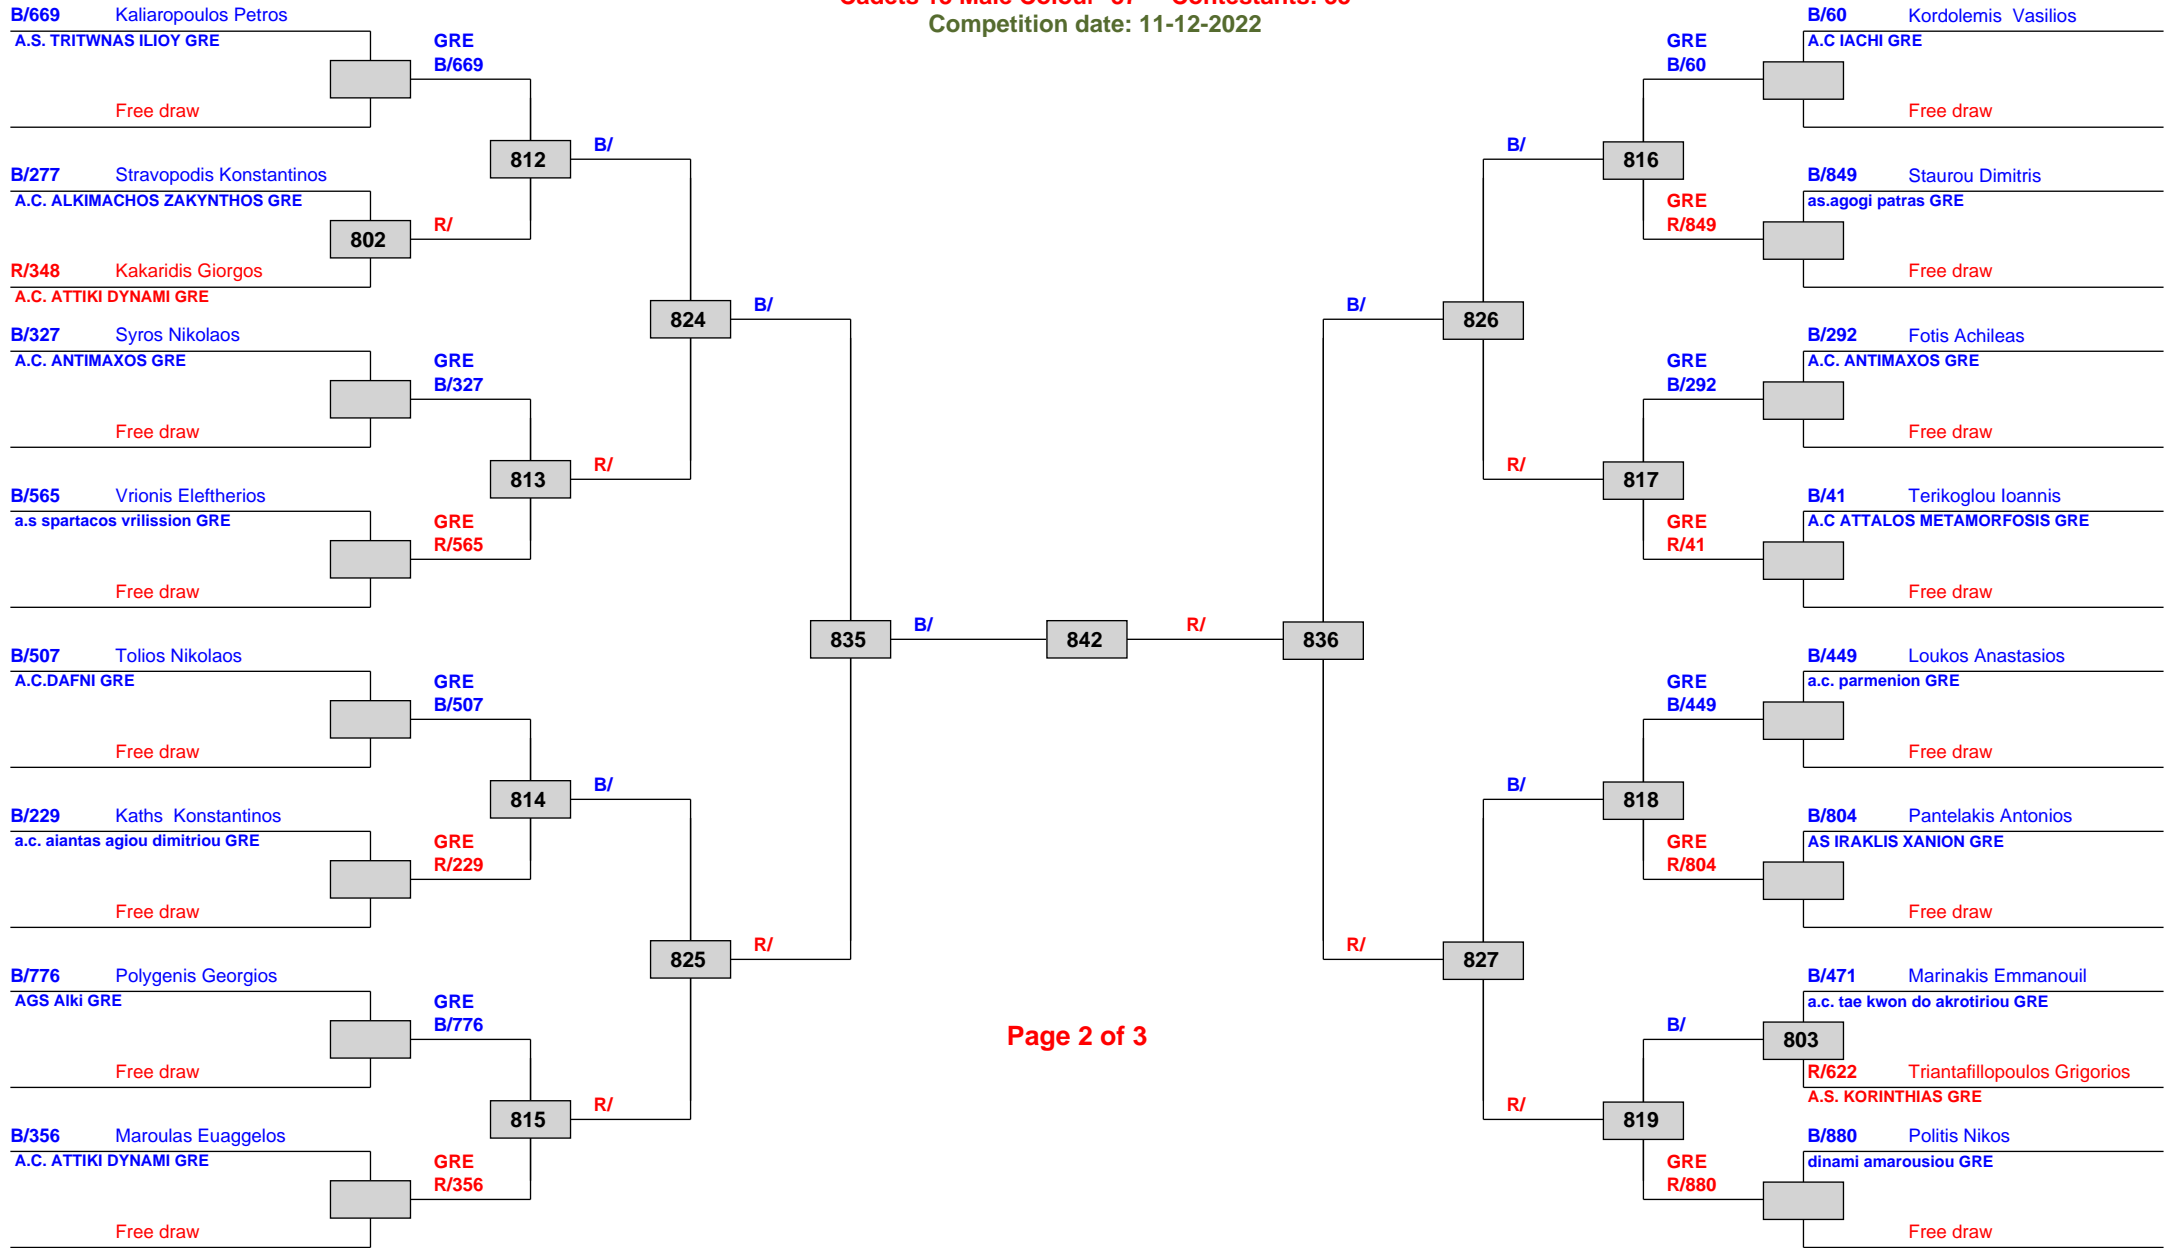 Competition date: 11-12-2022
B/669 Kaliaropoulos Petros
A.S. TRITWNAS ILIOY GRE
Free draw
GRE
B/669
B/277 Stravopodis Konstantinos
A.C. ALKIMACHOS ZAKYNTHOS GRE
802
R/
R/348 Kakaridis Giorgos
A.C. ATTIKI DYNAMI GRE
812
B/
B/327 Syros Nikolaos
A.C. ANTIMAXOS GRE
Free draw
GRE
B/327
824
B/
813
R/
B/565 Vrionis Eleftherios
a.s spartacos vrilission GRE
GRE
R/565
Free draw
835
B/
842
R/
836
B/507 Tolios Nikolaos
A.C.DAFNI GRE
GRE
B/507
Free draw
814
B/
B/229 Kaths Konstantinos
a.c. aiantas agiou dimitriou GRE
GRE
R/229
Free draw
825
R/
B/776 Polygenis Georgios
AGS Alki GRE
GRE
B/776
Free draw
815
R/
B/356 Maroulas Euaggelos
A.C. ATTIKI DYNAMI GRE
GRE
R/356
Free draw
Page 2 of 3
B/60 Kordolemis Vasilios
A.C IACHI GRE
GRE
B/60
Free draw
B/
816
B/849 Staurou Dimitris
as.agogi patras GRE
GRE
R/849
Free draw
B/
826
B/292 Fotis Achileas
A.C. ANTIMAXOS GRE
GRE
B/292
Free draw
R/
817
B/41 Terikoglou Ioannis
A.C ATTALOS METAMORFOSIS GRE
GRE
R/41
Free draw
B/449 Loukos Anastasios
a.c. parmenion GRE
GRE
B/449
Free draw
B/
818
B/804 Pantelakis Antonios
AS IRAKLIS XANION GRE
GRE
R/804
Free draw
R/
827
B/471 Marinakis Emmanouil
a.c. tae kwon do akrotiriou GRE
B/
803
R/622 Triantafillopoulos Grigorios
A.S. KORINTHIAS GRE
R/
819
B/880 Politis Nikos
dinami amarousiou GRE
GRE
R/880
Free draw